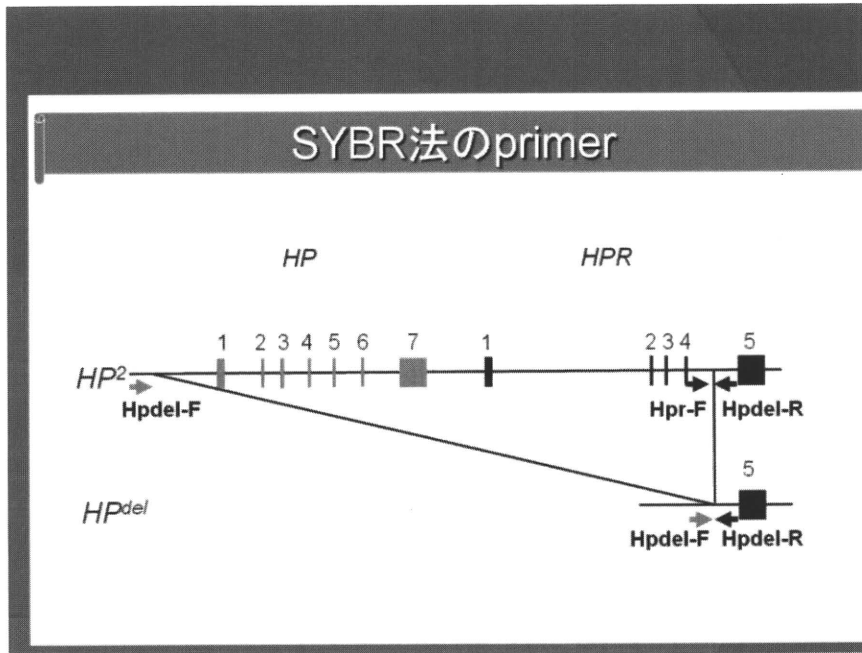 SYBR法のprimer
HP HPR
1 2 3 4 5 6 7 1 2 3 4 5
HP²
Hpdel-F Hpr-F Hpdel-R
5
HPdel
Hpdel-F Hpdel-R